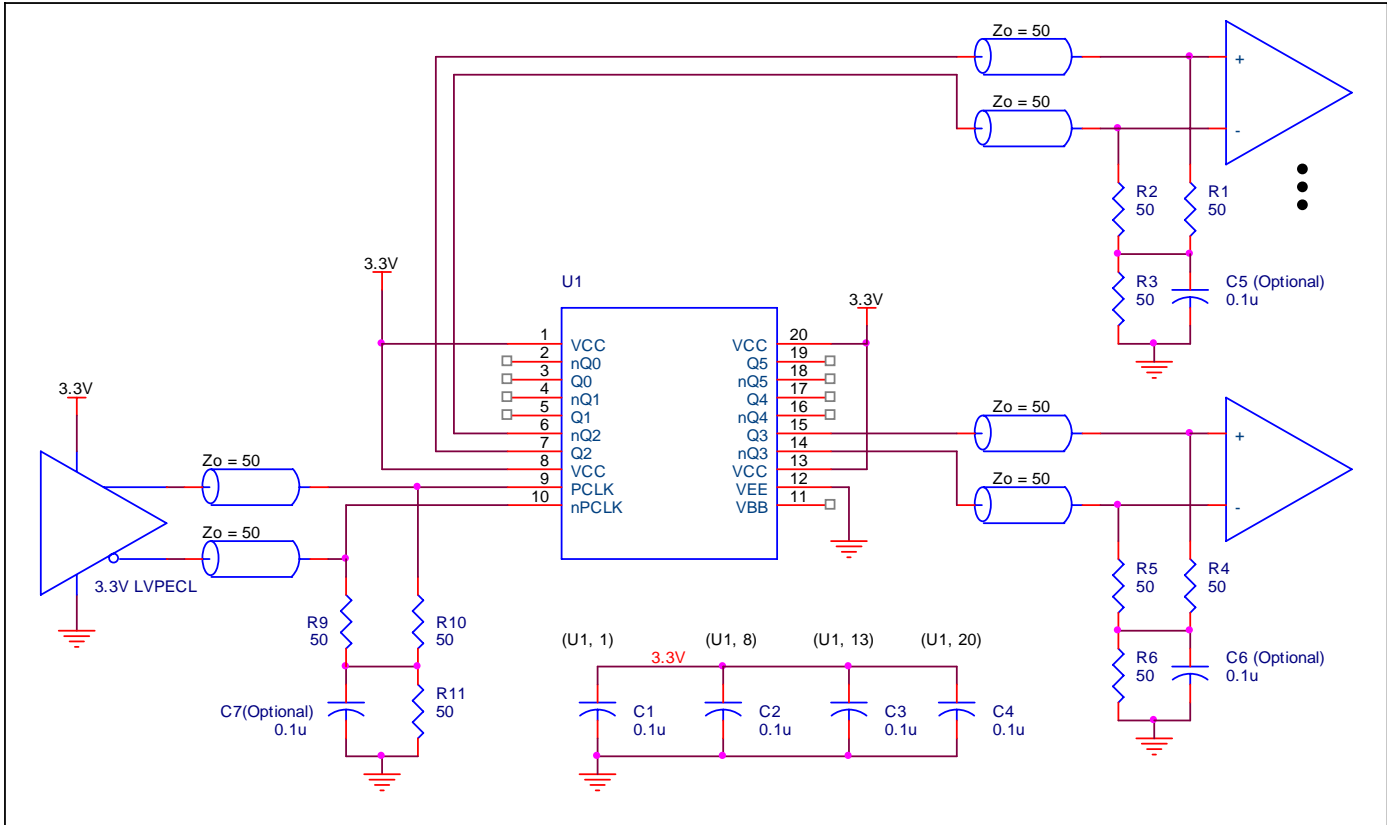 Zo = 50
+
Zo = 50
-
R2
50
R1
50
R3
50
C5 (Optional)
0.1u
3.3V
U1
3.3V
1
VCC
2
nQ0
3
Q0
4
nQ1
5
Q1
6
nQ2
7
Q2
8
VCC
9
PCLK
10
nPCLK
20
VCC
19
Q5
18
nQ5
17
Q4
16
nQ4
15
Q3
14
nQ3
13
VCC
12
VEE
11
VBB
3.3V
Zo = 50
Zo = 50
3.3V LVPECL
R9
50
R10
50
R11
50
C7(Optional)
0.1u
Zo = 50
+
Zo = 50
-
R5
50
R4
50
R6
50
C6 (Optional)
0.1u
(U1, 1)
(U1, 8)
(U1, 13)
(U1, 20)
3.3V
C1
0.1u
C2
0.1u
C3
0.1u
C4
0.1u